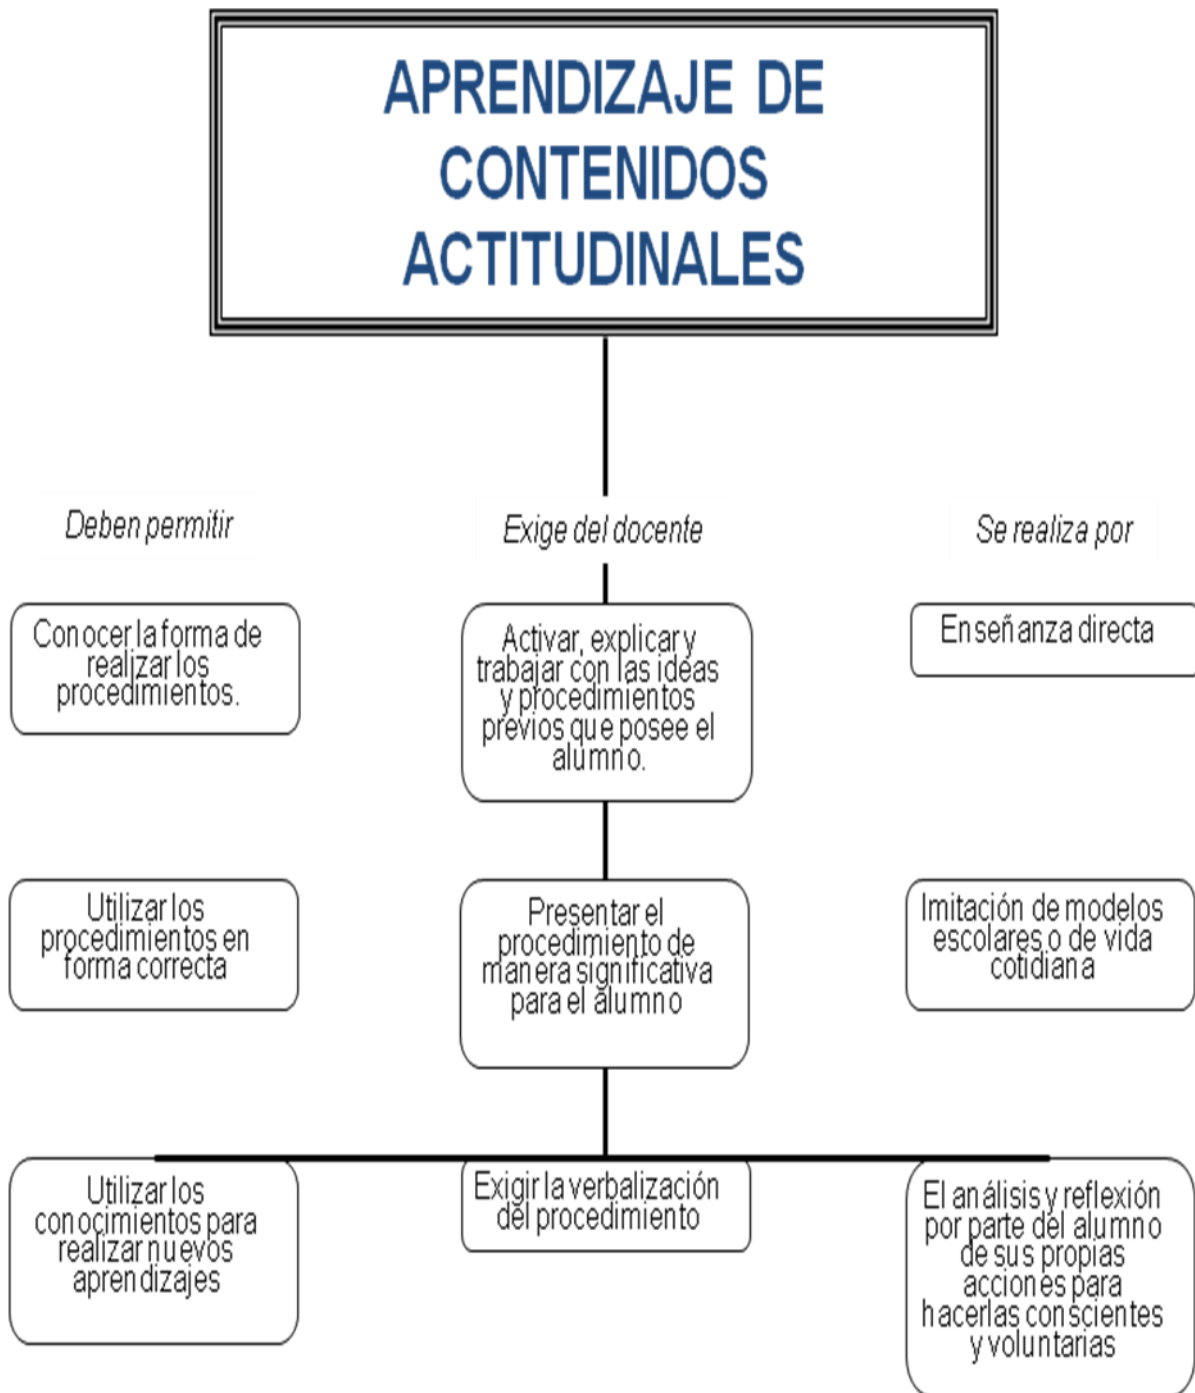 APRENDIZAJE DE
CONTENIDOS
ACTITUDINALES
Deben permitir
Exige del docente
Se realiza por
Conocer la forma de
realizar los
procedimientos.
Activar, explicar y
trabajar con las ideas
y procedimientos
previos que posee el
alumno.
Enseñanza directa
Utilizar los
procedimientos en
forma correcta
Presentar el
procedimiento de
manera significativa
para el alumno
Imitación de modelos
escolares o de vida
cotidiana
Utilizar los
conocimientos para
realizar nuevos
aprendizajes
Exigir la verbalización
del procedimiento
El análisis y reflexión
por parte del alumno
de sus propias
acciones para
hacerlas conscientes
y voluntarias